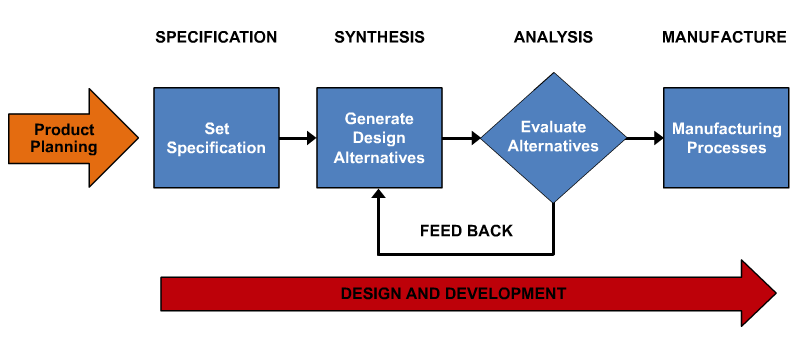 SPECIFICATION SYNTHESIS ANALYSIS MANUFACTURE
Product
Planning
Set
Specification
Generate
Design
Alternatives
Evaluate
Alternatives
Manufacturing
Processes
FEED BACK
DESIGN AND DEVELOPMENT